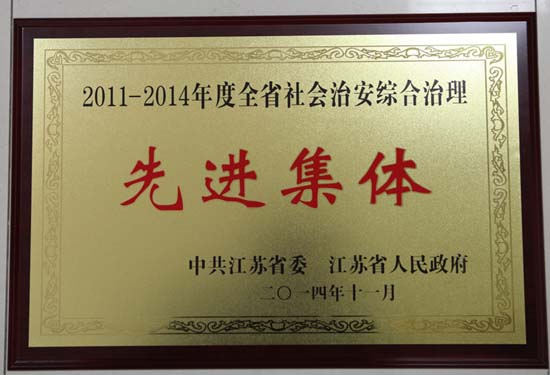 2011-2014年度全省社会治安综合治理
先进集体
中共江苏省委 江苏省人民政府
二〇一四年十一月